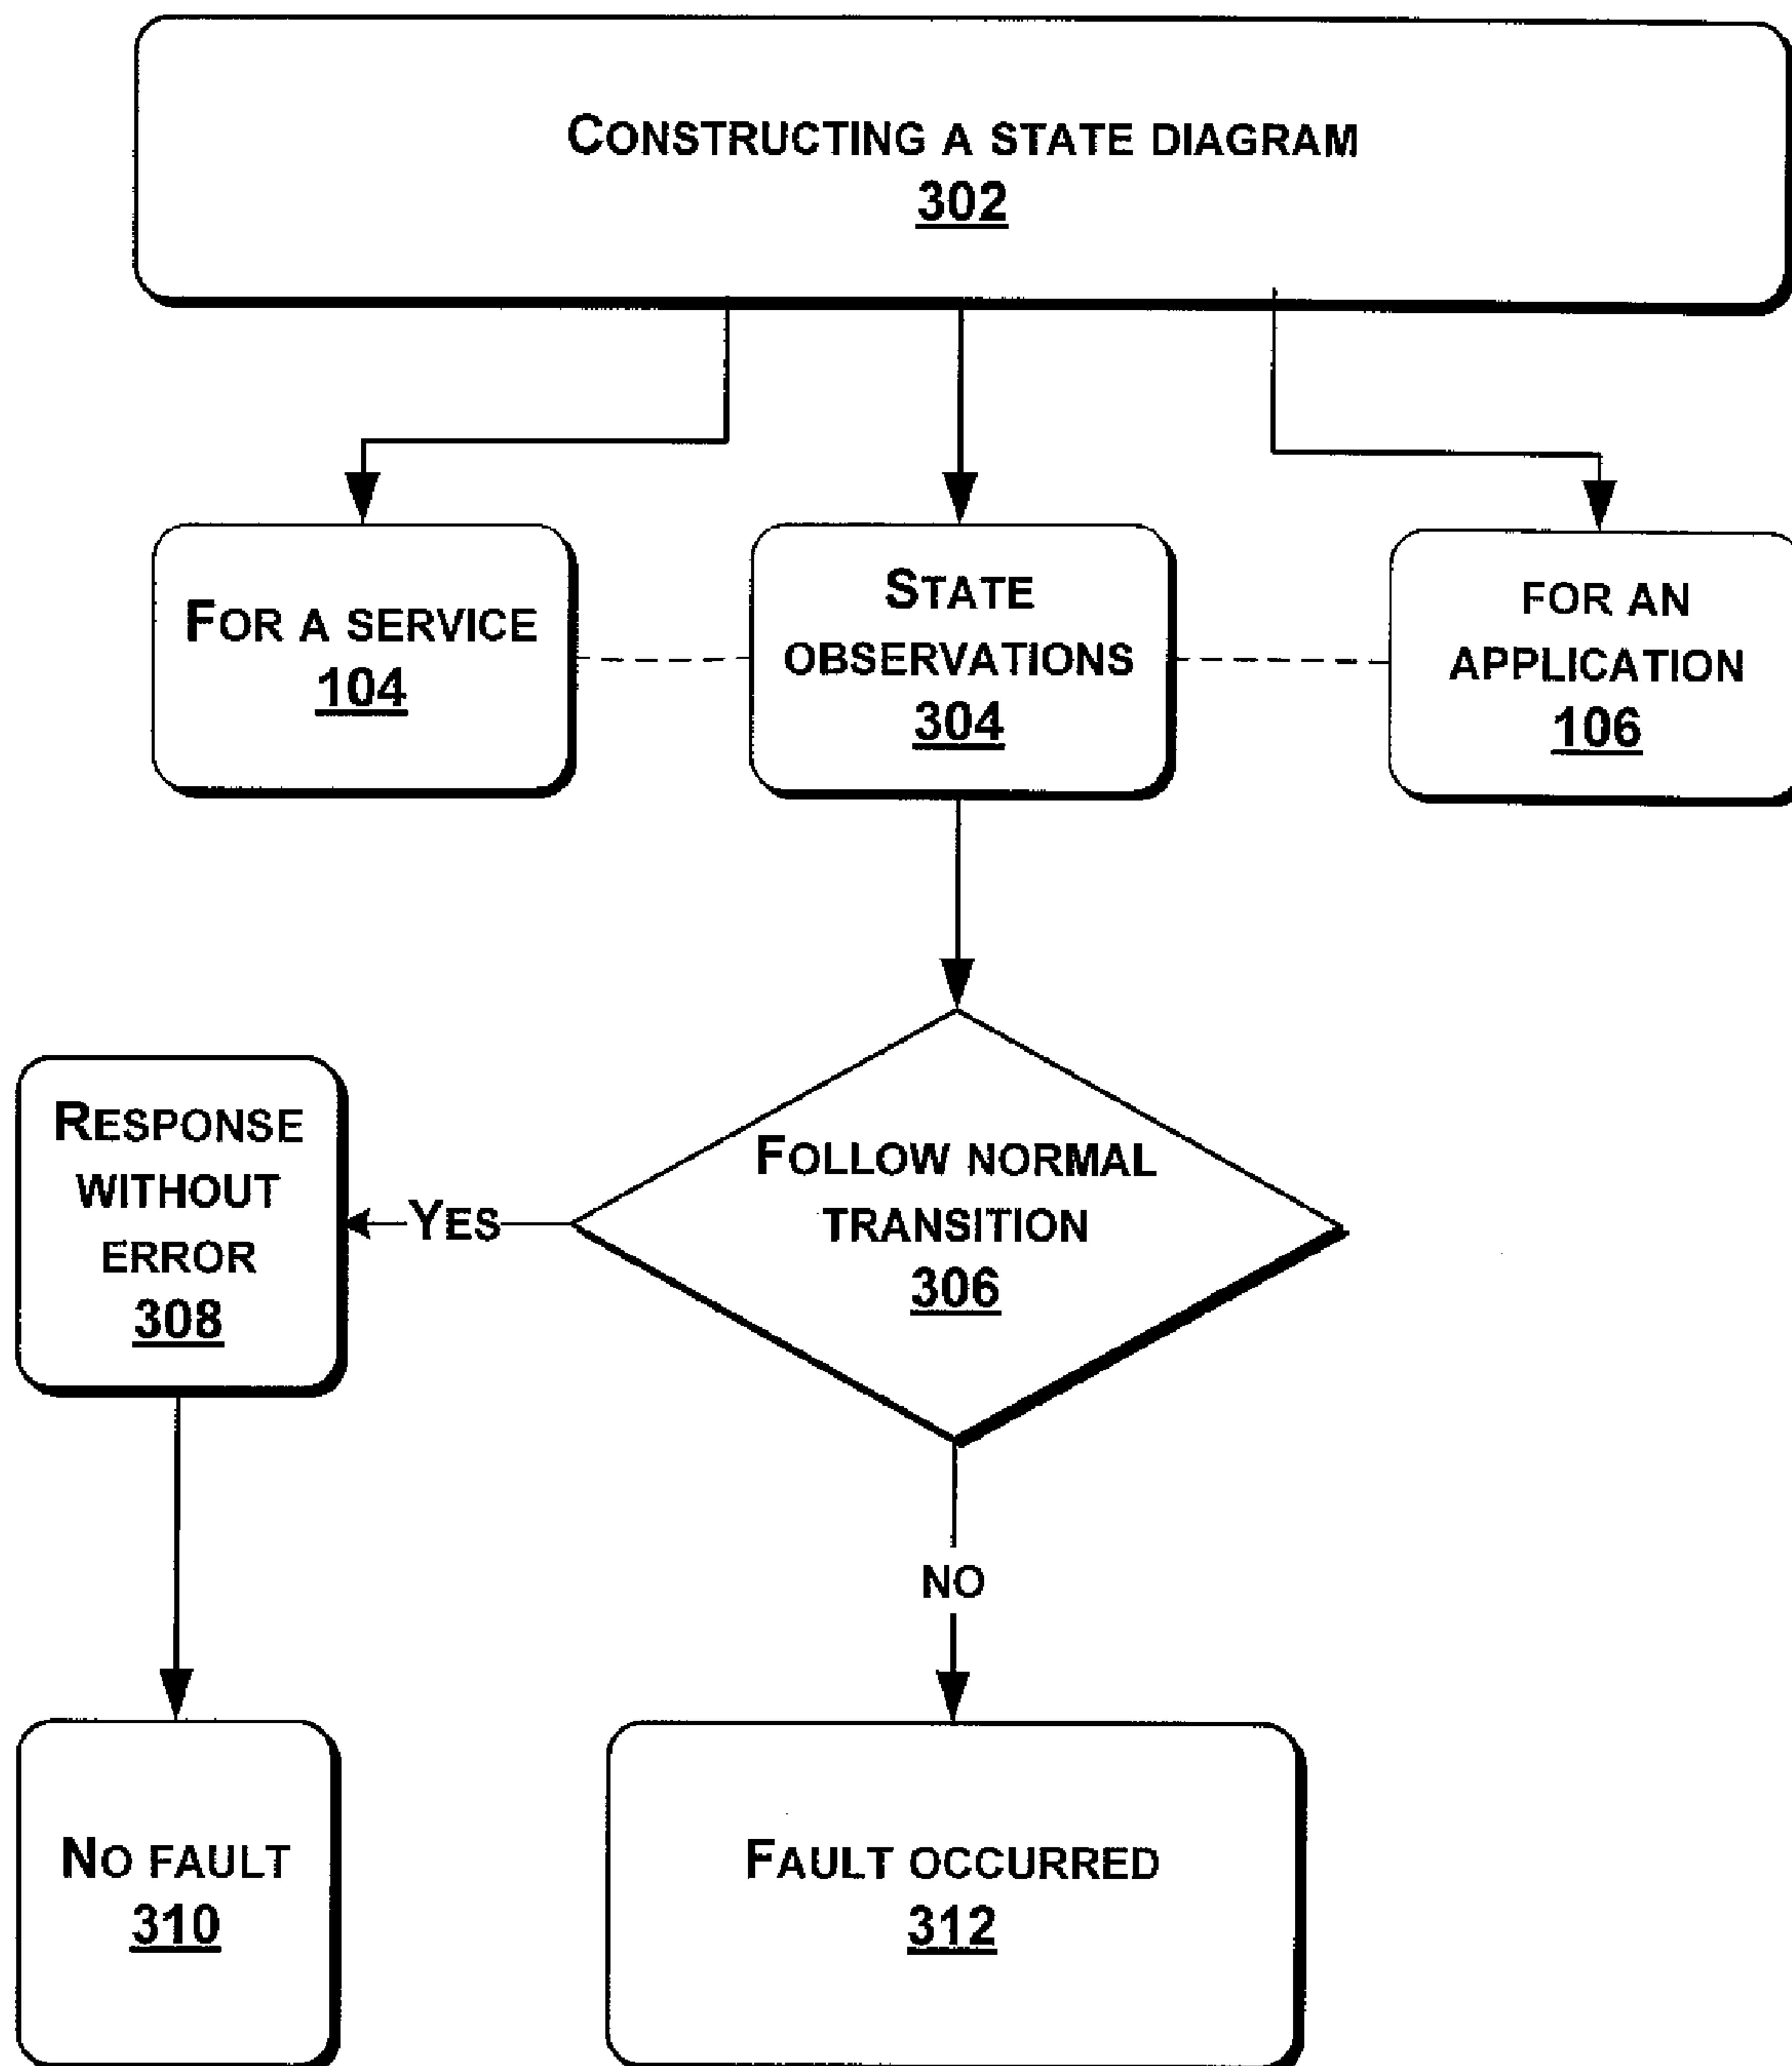 CONSTRUCTING A STATE DIAGRAM
302
FOR A SERVICE
104
STATE
OBSERVATIONS
304
FOR AN
APPLICATION
106
RESPONSE
WITHOUT
ERROR
308
YES
FOLLOW NORMAL
TRANSITION
306
NO
NO FAULT
310
FAULT OCCURRED
312